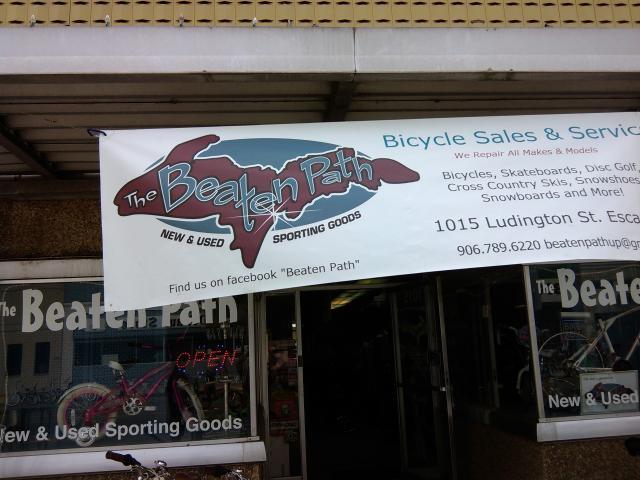 The Beaten Path
NEW & USED SPORTING GOODS
Find us on facebook "Beaten Path"
Bicycle Sales & Servic
We Repair All Makes & Models
Bicycles, Skateboards, Disc Golf,
Cross Country Skis, Snowshoes,
Snowboards and More!
1015 Ludington St. Esca
906.789.6220 beatenpathup@g
The Beaten Path
OPEN
New & Used Sporting Goods
The Beate
New & Used